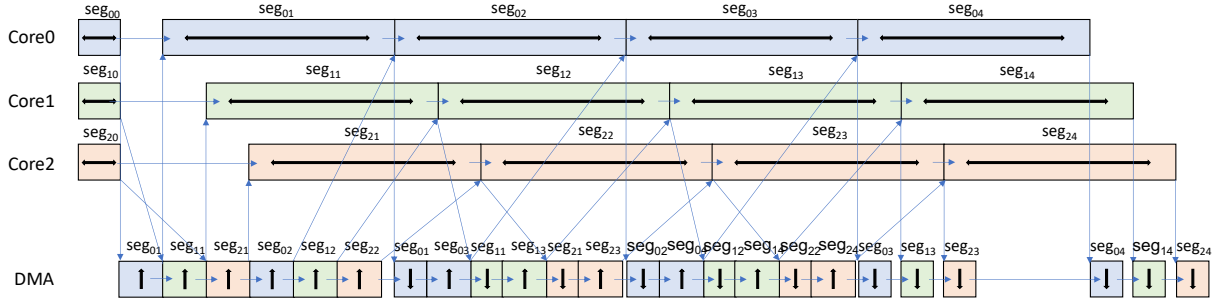 seg00 seg01 seg02 seg03 seg04
Core0
seg10 seg11 seg12 seg13 seg14
Core1
seg20 seg21 seg22 seg23 seg24
Core2
seg01 seg11 seg21 seg02 seg12 seg22 seg01 seg03 seg11 seg13 seg21 seg23 seg02 seg04 seg12 seg14 seg22 seg24 seg03 seg13 seg23 seg04 seg14 seg24
DMA